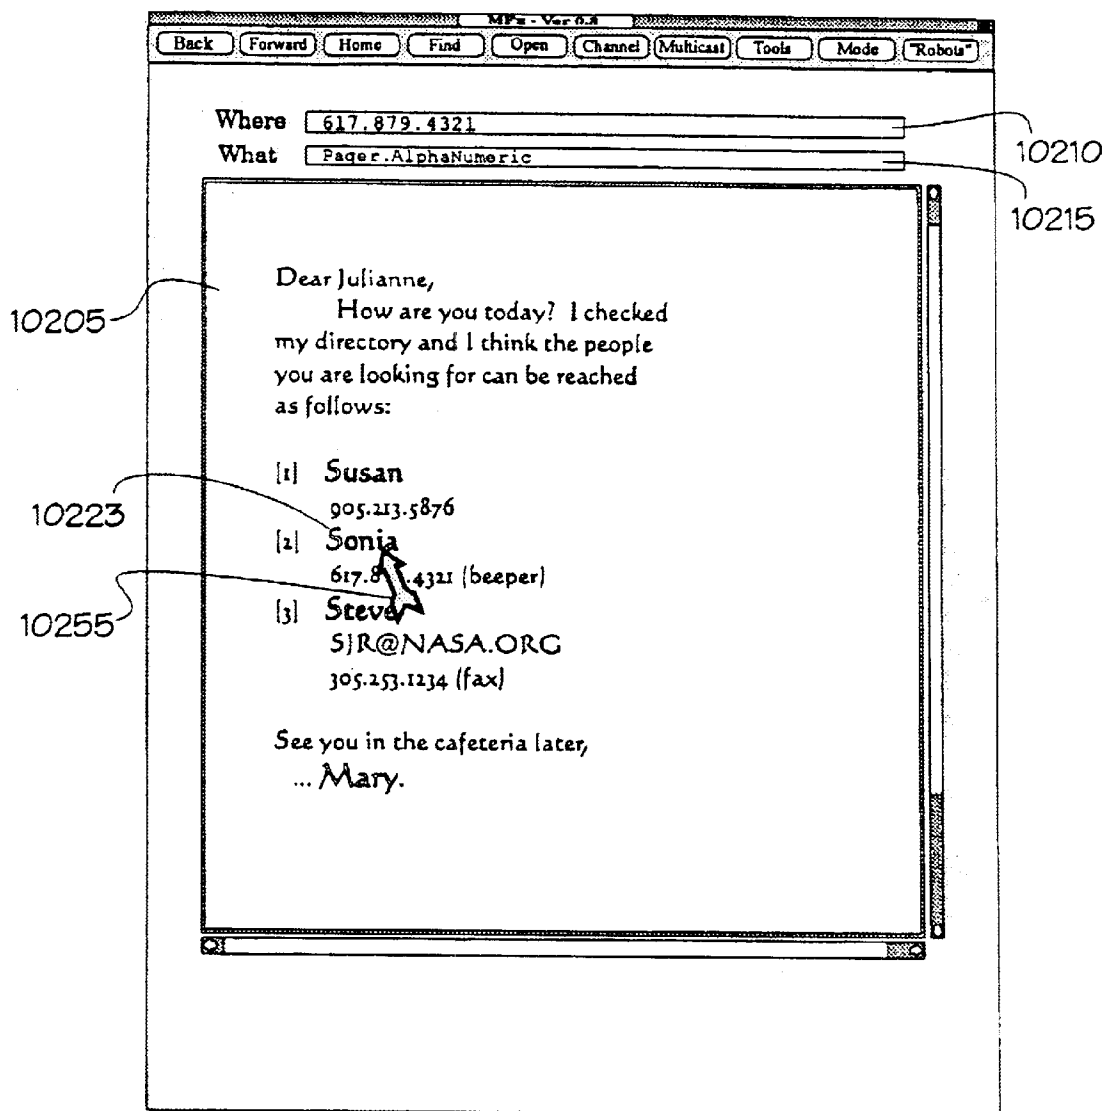 MFx - Ver 0.8
Back Forward Home Find Open Channel Multicast Tools Mode "Robots"
Where 617.879.4321
10210
What Pager.AlphaNumeric
10215
Dear Julianne,
10205
How are you today? I checked
my directory and I think the people
you are looking for can be reached
as follows:
[1] Susan
905.213.5876
10223
[2] Sonia
617.8 .4321 (beeper)
10255
[3] Steve
SJR@NASA.ORG
305.253.1234 (fax)
See you in the cafeteria later,
... Mary.